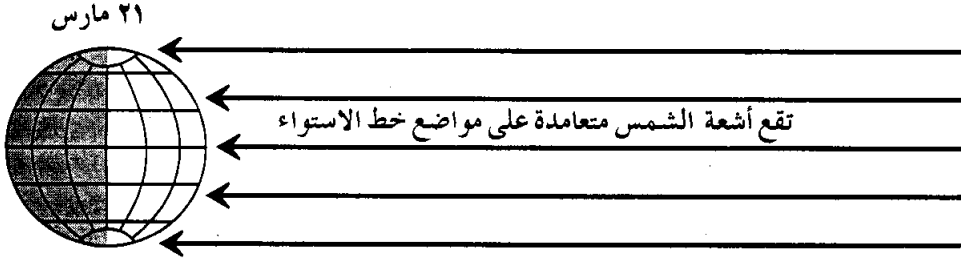 ٢١ مارس
تقع أشعة الشمس متعامدة على مواضع خط الاستواء